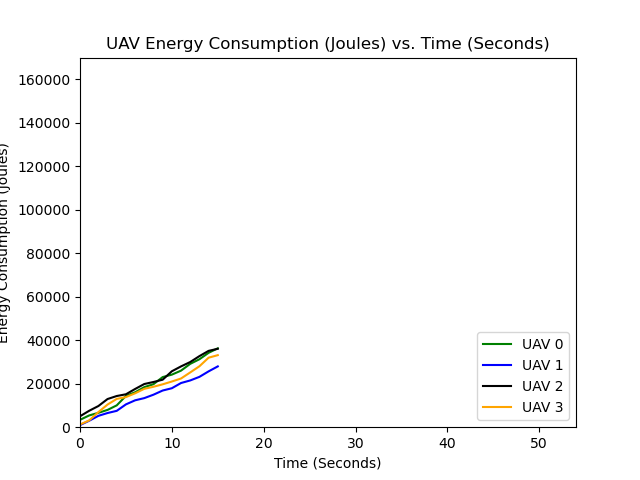 UAV Energy Consumption (Joules) vs. Time (Seconds)
160000
140000
120000
100000
80000
60000
40000
20000
0
Energy Consumption (Joules)
0 10 20 30 40 50
Time (Seconds)
UAV 0
UAV 1
UAV 2
UAV 3